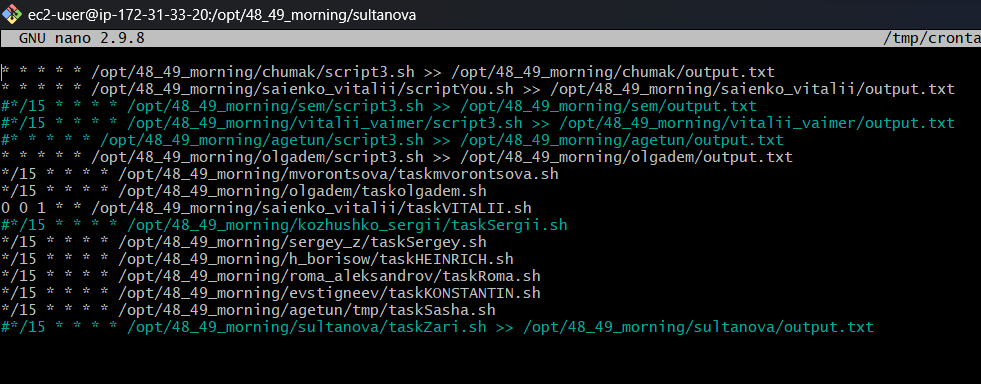 ec2-user@ip-172-31-33-20:/opt/48_49_morning/sultanova
GNU nano 2.9.8 /tmp/cronta
* * * * * /opt/48_49_morning/chumak/script3.sh >> /opt/48_49_morning/chumak/output.txt
* * * * * /opt/48_49_morning/saienko_vitalii/scriptYou.sh >> /opt/48_49_morning/saienko_vitalii/output.txt
#*/15 * * * * /opt/48_49_morning/sem/script3.sh >> /opt/48_49_morning/sem/output.txt
#*/15 * * * * /opt/48_49_morning/vitalii_vaimer/script3.sh >> /opt/48_49_morning/vitalii_vaimer/output.txt
#* * * * * /opt/48_49_morning/agetun/script3.sh >> /opt/48_49_morning/agetun/output.txt
* * * * * /opt/48_49_morning/olgadem/script3.sh >> /opt/48_49_morning/olgadem/output.txt
*/15 * * * * /opt/48_49_morning/mvorontsova/taskmvorontsova.sh
*/15 * * * * /opt/48_49_morning/olgadem/taskolgadem.sh
0 0 1 * * /opt/48_49_morning/saienko_vitalii/taskVITALII.sh
#*/15 * * * * /opt/48_49_morning/kozhushko_sergii/taskSergii.sh
*/15 * * * * /opt/48_49_morning/sergey_z/taskSergey.sh
*/15 * * * * /opt/48_49_morning/h_borisow/taskHEINRICH.sh
*/15 * * * * /opt/48_49_morning/roma_aleksandrov/taskRoma.sh
*/15 * * * * /opt/48_49_morning/evstigneev/taskKONSTANTIN.sh
*/15 * * * * /opt/48_49_morning/agetun/tmp/taskSasha.sh
#*/15 * * * * /opt/48_49_morning/sultanova/taskZari.sh >> /opt/48_49_morning/sultanova/output.txt